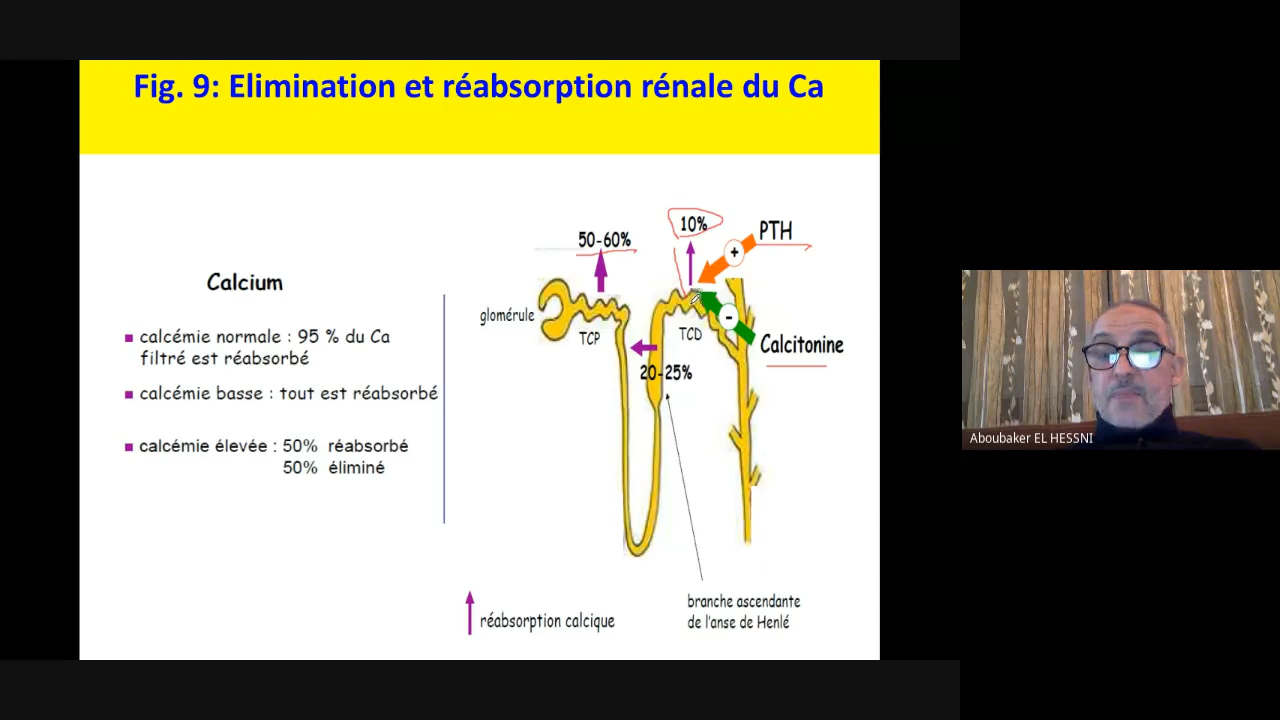 Fig. 9: Elimination et réabsorption rénale du Ca
Calcium
■ calcémie normale : 95 % du Ca
filtré est réabsorbé
■ calcémie basse : tout est réabsorbé
■ calcémie élevée : 50% réabsorbé
50% éliminé
10%
PTH
50-60%
+
glomérule
TCP
TCD
-
Calcitonine
20-25%
branche ascendante
de l'anse de Henlé
réabsorption calcique
Aboubaker EL HESSNI